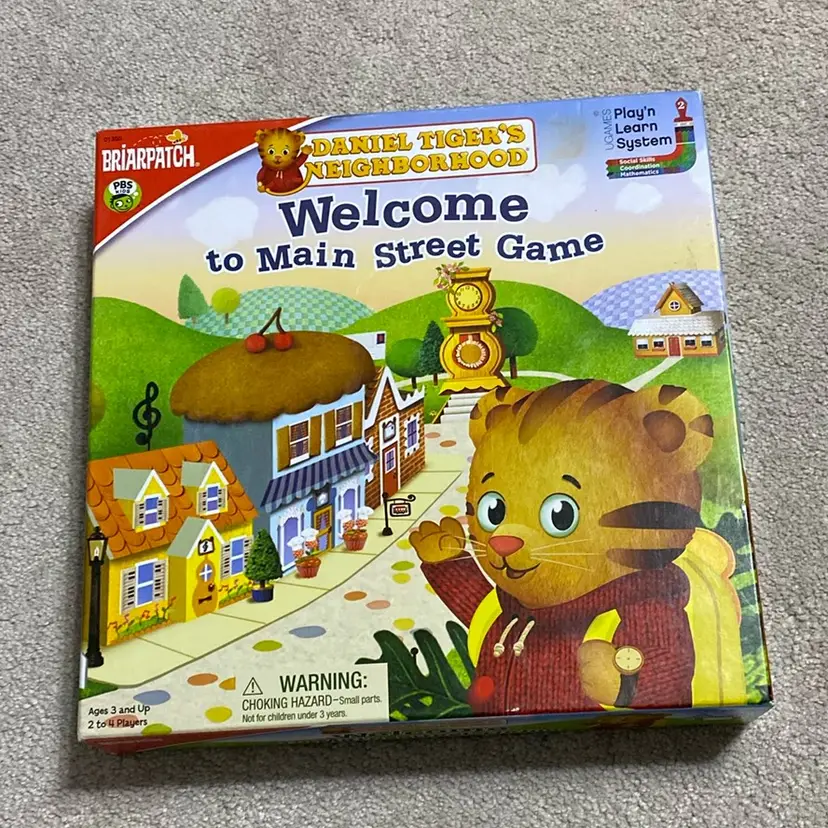 BRIARPATCH®
PBS
KIDS
DANIEL TIGER'S
NEIGHBORHOOD
Welcome
to Main Street Game
UGAMES
Play'n
Learn
System
2
Social Skills
Coordination
Mathematics
WARNING:
CHOKING HAZARD–Small parts.
Not for children under 3 years.
Ages 3 and Up
2 to 4 Players
Welcome